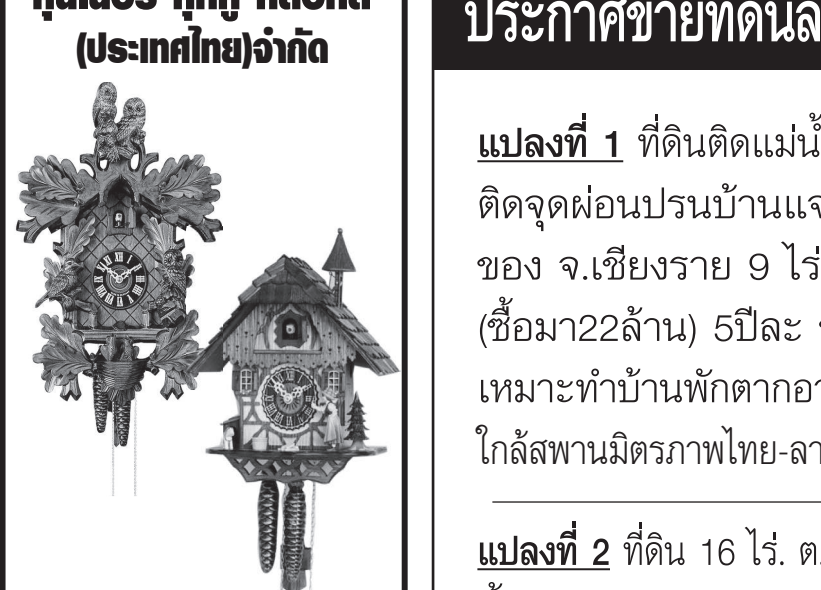 (ประเทศไทย)จำกัด
ประกาศขายที่ดิน
แปลงที่ 1 ที่ดินติดแม่น้ำ
ติดจุดผ่อนปรนบ้านแจ
ของ จ.เชียงราย 9 ไร่
(ซื้อมา22ล้าน) 5ปีละ
เหมาะทำบ้านพักตากอา
ใกล้สพานมิตรภาพไทย-ลา
แปลงที่ 2 ที่ดิน 16 ไร่. ต.